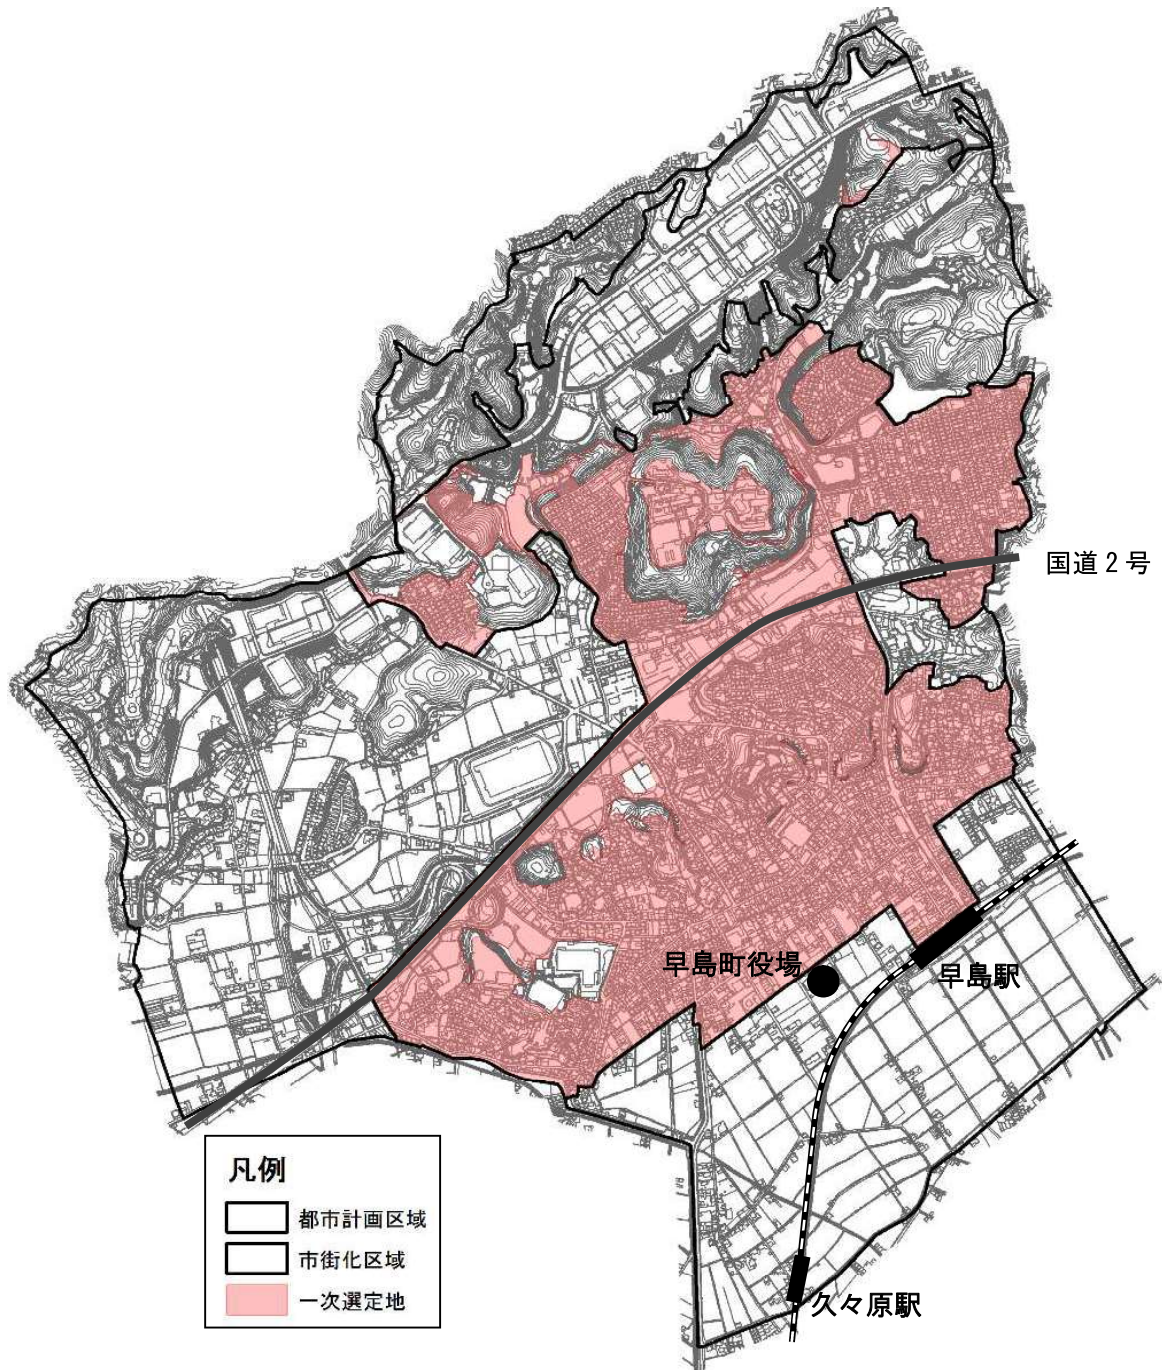 国道２号
早島町役場
早島駅
凡例
都市計画区域
市街化区域
一次選定地
久々原駅